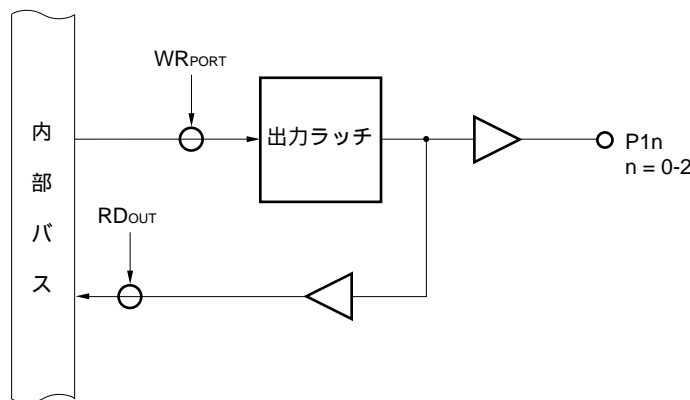 WRPORT
内部バス
出力ラッチ
P1n
n = 0-2
RDOUT